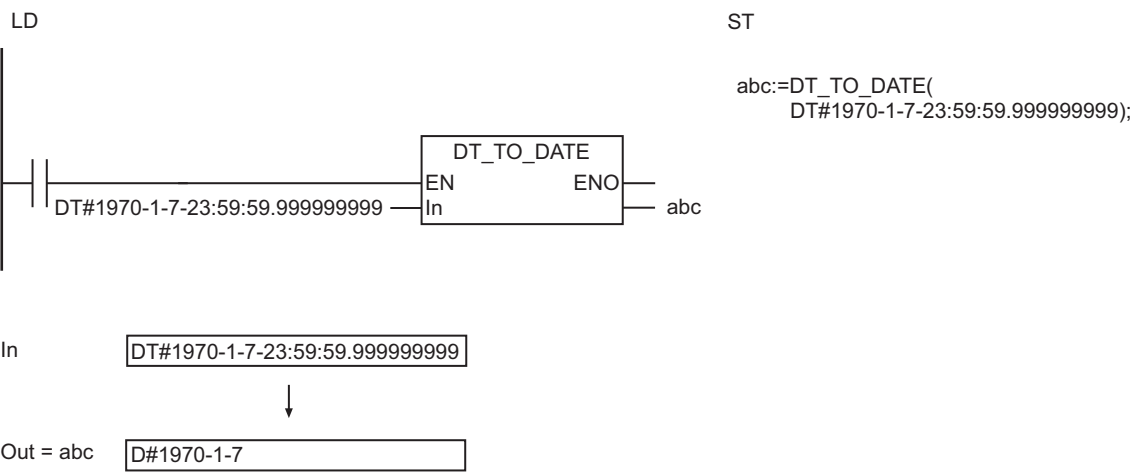 LD
ST
abc:=DT_TO_DATE(
DT#1970-1-7-23:59:59.999999999);
DT_TO_DATE
EN ENO
DT#1970-1-7-23:59:59.999999999 In abc
In DT#1970-1-7-23:59:59.999999999
Out = abc D#1970-1-7